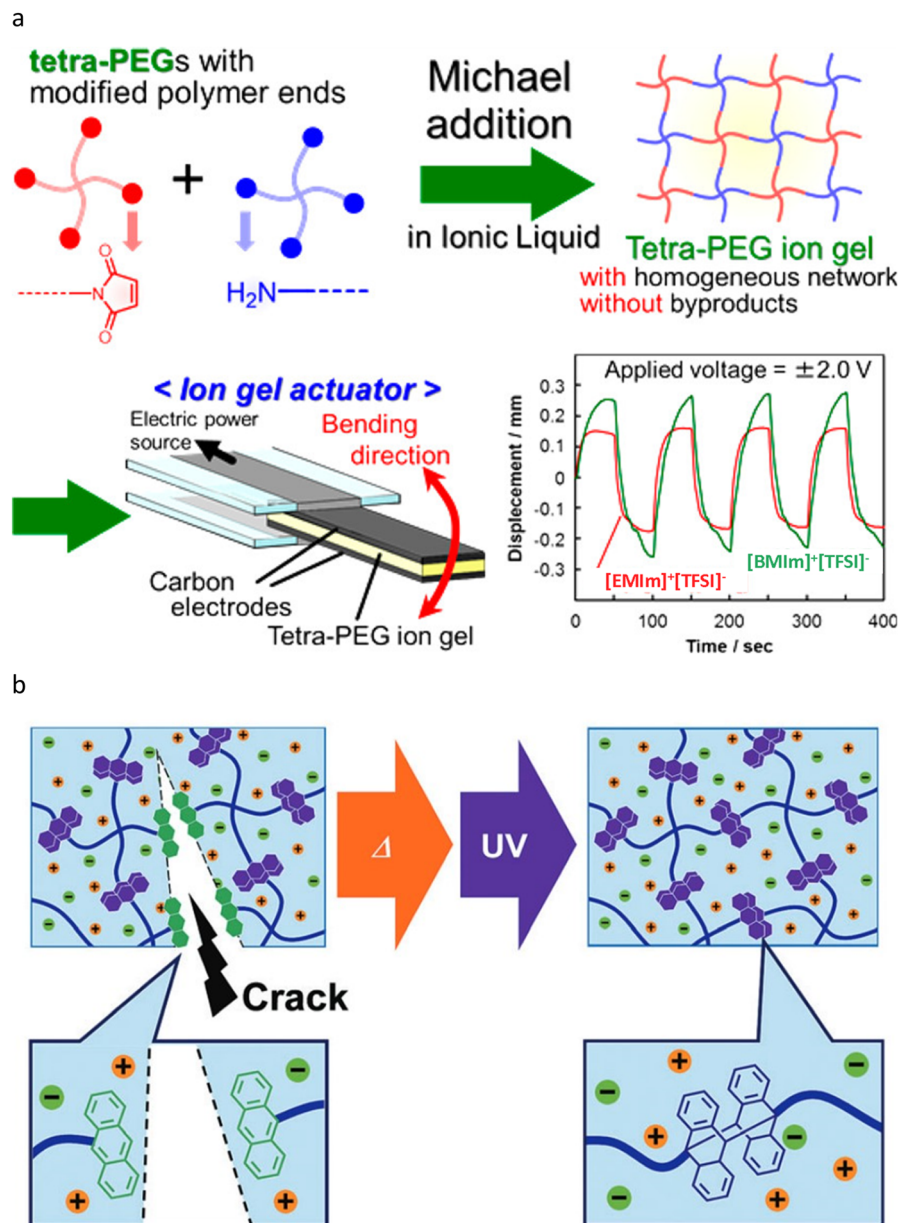 a
tetra-PEGs with
modified polymer ends
+
N
O
O
H₂N
Michael
addition
in Ionic Liquid
Tetra-PEG ion gel
with homogeneous network
without byproducts
< Ion gel actuator >
Electric power
source
Bending
direction
Carbon
electrodes
Tetra-PEG ion gel
Applied voltage = ±2.0 V
Displecement / mm
0.3
0.2
0.1
0
-0.1
-0.2
-0.3
[EMIm]⁺[TFSI]⁻
[BMIm]⁺[TFSI]⁻
0 100 200 300 400
Time / sec
b
Δ
UV
Crack